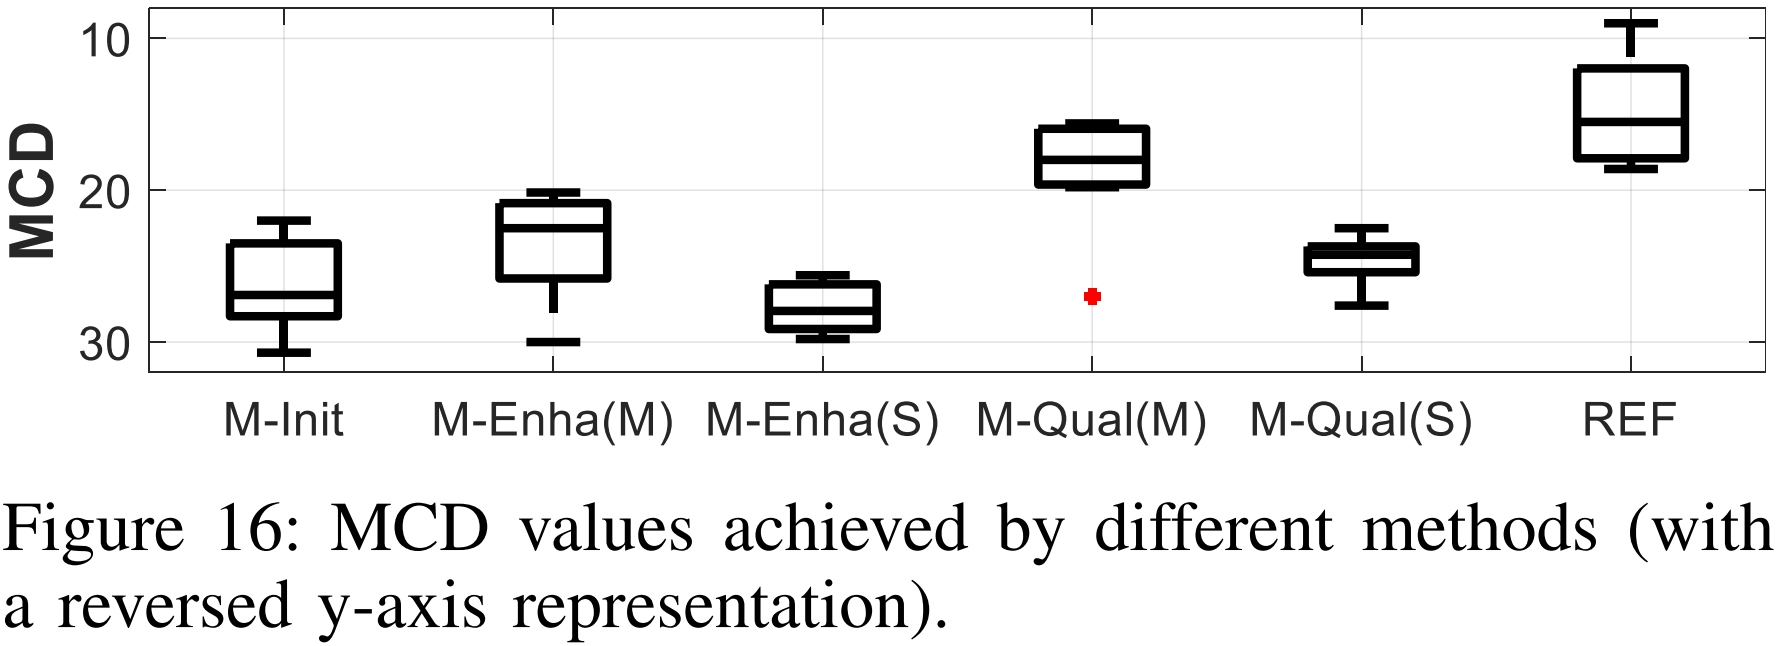 10
20
30
MCD
M-Init M-Enha(M) M-Enha(S) M-Qual(M) M-Qual(S) REF
Figure 16: MCD values achieved by different methods (with
a reversed y-axis representation).